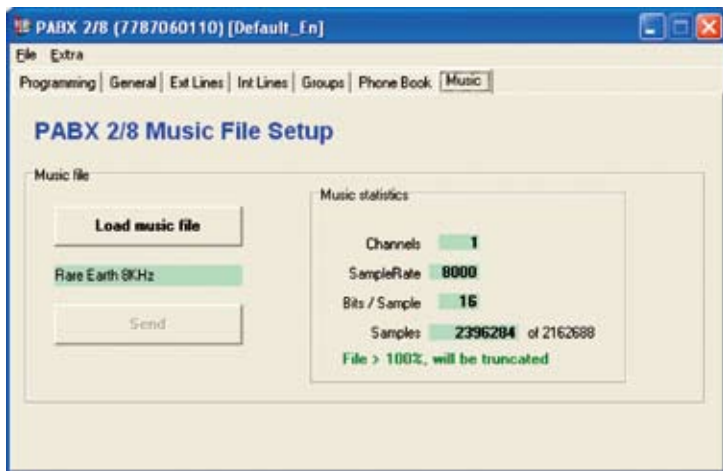 PABX 2/8 (7787060110) [Default_En]
File Extra
Programming General Ext Lines Int Lines Groups Phone Book Music
PABX 2/8 Music File Setup
Music file
Music statistics
Load music file
Channels 1
Rare Earth 8KHz
SampleRate 8000
Bits / Sample 16
Send
Samples 2396284 of 2162688
File > 100%, will be truncated